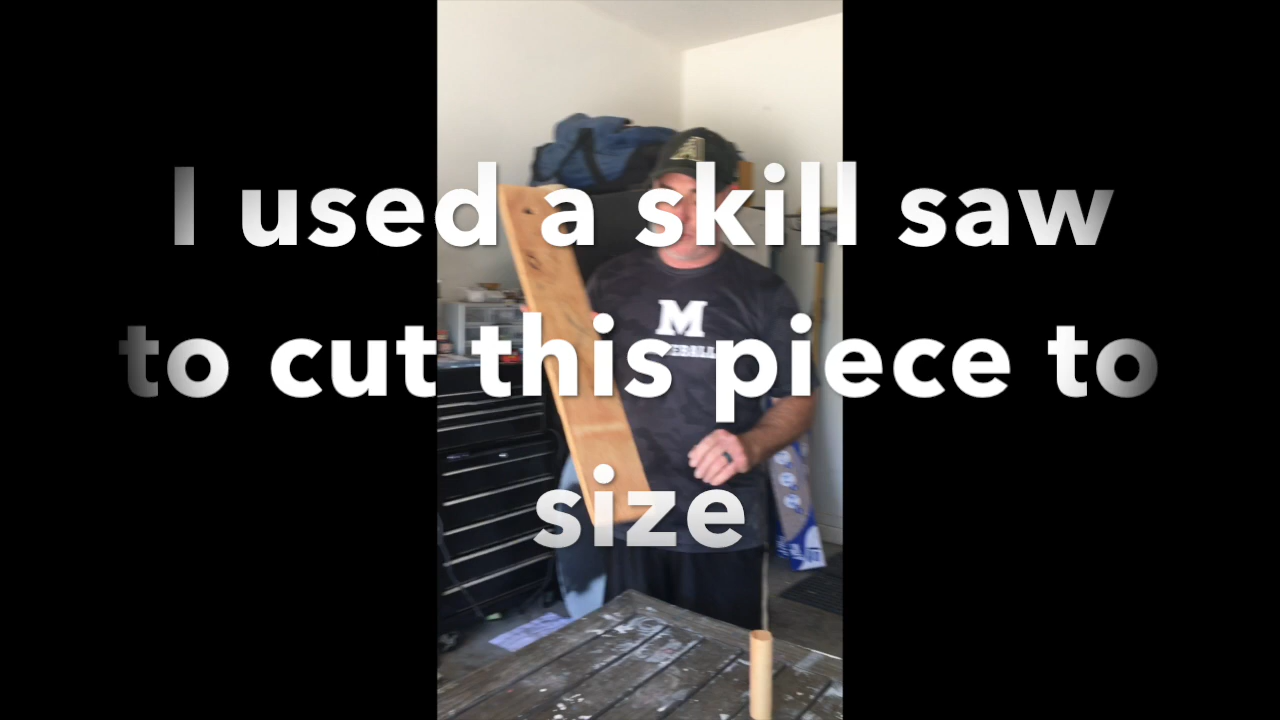 I used a skill saw
to cut this piece to
size
M